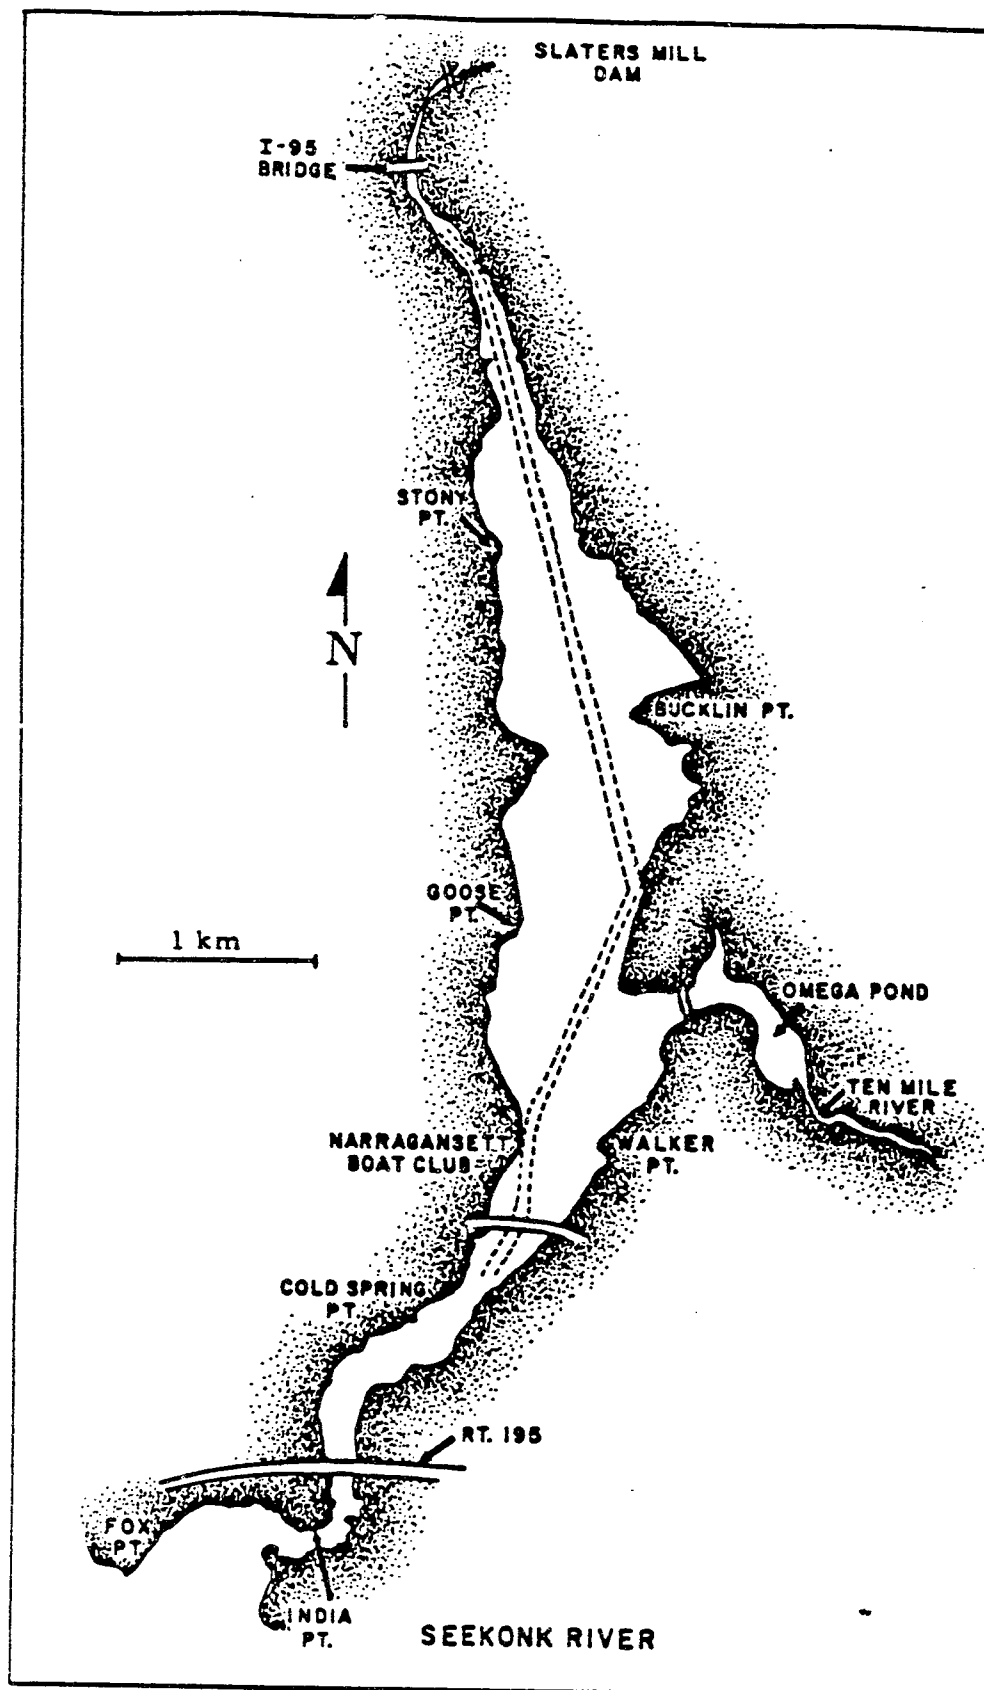 SLATERS MILL
DAM
I-95
BRIDGE
STONY
PT.
N
BUCKLIN PT.
GOOSE
PT.
1 km
OMEGA POND
TEN MILE
RIVER
NARRAGANSETT
BOAT CLUB
WALKER
PT.
COLD SPRING
PT.
RT. 195
FOX
PT.
INDIA
PT.
SEEKONK RIVER